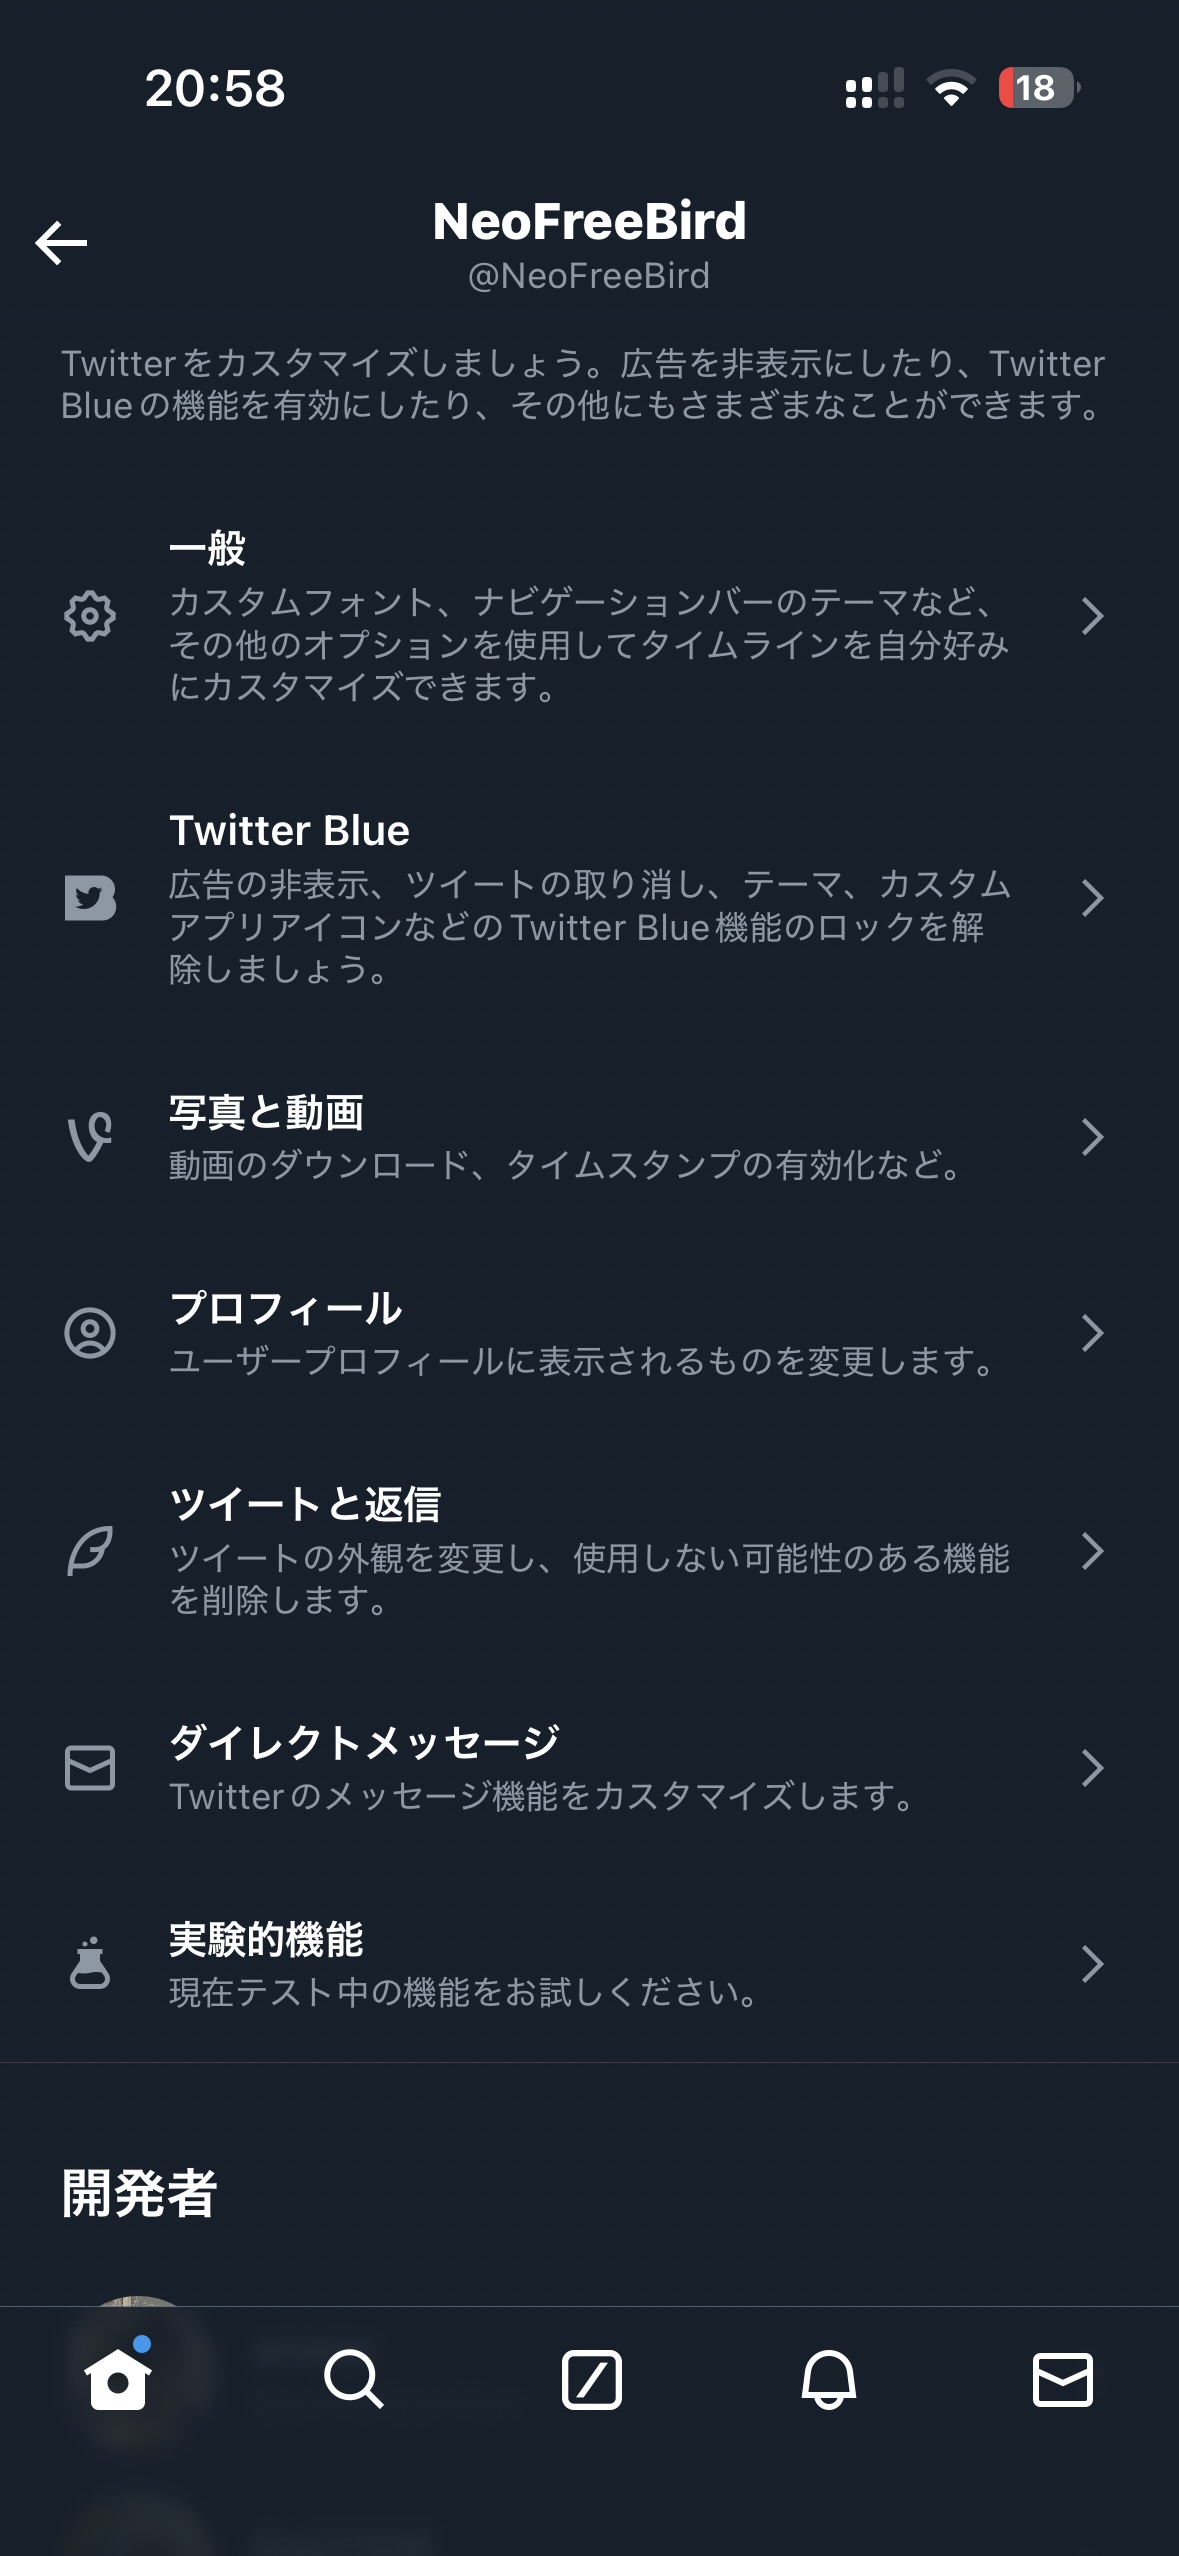 20:58
18
NeoFreeBird
@NeoFreeBird
Twitterをカスタマイズしましょう。広告を非表示にしたり、Twitter
Blueの機能を有効にしたり、その他にもさまざまなことができます。
一般
カスタムフォント、ナビゲーションバーのテーマなど、
その他のオプションを使用してタイムラインを自分好み
にカスタマイズできます。
Twitter Blue
広告の非表示、ツイートの取り消し、テーマ、カスタム
アプリアイコンなどのTwitter Blue機能のロックを解
除しましょう。
写真と動画
動画のダウンロード、タイムスタンプの有効化など。
プロフィール
ユーザープロフィールに表示されるものを変更します。
ツイートと返信
ツイートの外観を変更し、使用しない可能性のある機能
を削除します。
ダイレクトメッセージ
Twitterのメッセージ機能をカスタマイズします。
実験的機能
現在テスト中の機能をお試しください。
開発者